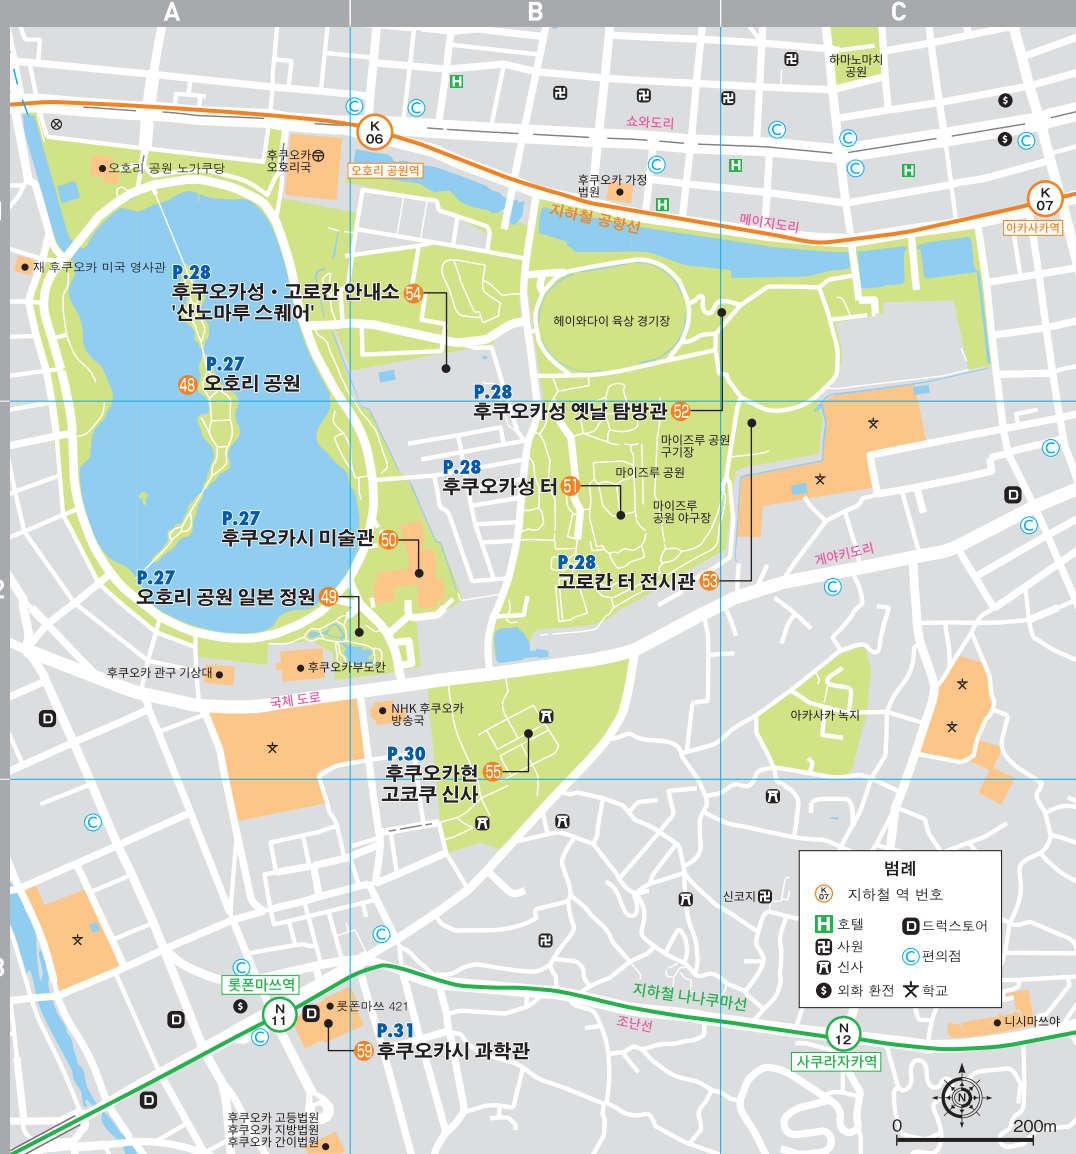 A
B
C
하마노마치
공원
쇼와도리
K
06
오호리 공원역
후쿠오카
오호리국
오호리 공원 노가쿠당
후쿠오카 가정
법원
K
07
아카사카역
지하철 공항선
메이지도리
1
재 후쿠오카 미국 영사관
P.28
후쿠오카성・고로칸 안내소
'산노마루 스퀘어'
54
헤이와다이 육상 경기장
P.27
48 오호리 공원
P.28
후쿠오카성 옛날 탐방관 52
마이즈루 공원
구기장
P.28
후쿠오카성 터 51
마이즈루 공원
마이즈루
공원 야구장
P.27
후쿠오카시 미술관 50
P.28
고로칸 터 전시관 53
게야키도리
P.27
오호리 공원 일본 정원 49
2
후쿠오카 관구 기상대
후쿠오카부도칸
국체 도로
NHK 후쿠오카
방송국
아카사카 녹지
P.30
후쿠오카현 55
고코쿠 신사
범례
K
07
지하철 역 번호
H 호텔
D 드럭스토어
사원
C 편의점
신사
$ 외화 환전
학교
신코지
3
롯폰마쓰역
N
11
롯폰마쓰 421
P.31
59 후쿠오카시 과학관
지하철 나나쿠마선
조난선
N
12
사쿠라자카역
니시마쓰야
후쿠오카 고등법원
후쿠오카 지방법원
후쿠오카 간이법원
N
0
200m